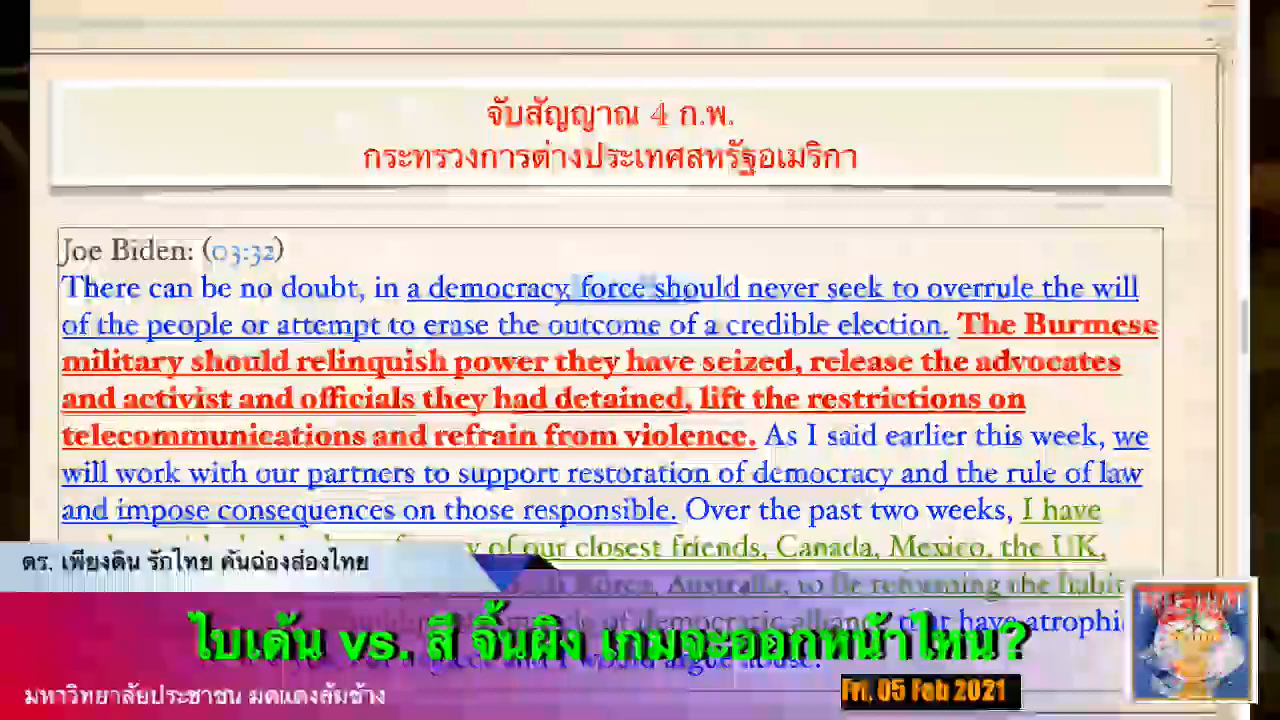 จับสัญญาณ 4 ก.พ.
กระทรวงการต่างประเทศสหรัฐอเมริกา
Joe Biden: (03:32)
There can be no doubt, in a democracy, force should never seek to overrule the will
of the people or attempt to erase the outcome of a credible election. The Burmese
military should relinquish power they have seized, release the advocates
and activist and officials they had detained, lift the restrictions on
telecommunications and refrain from violence. As I said earlier this week, we
will work with our partners to support restoration of democracy and the rule of law
and impose consequences on those responsible. Over the past two weeks, I have
of our closest friends, Canada, Mexico, the UK,
Korea, Australia, to
of democratic that have
ดร. เพียงดิน รักไทย คันฉ่องส่องไทย
ไบเด้น vs. สี จิ้นผิง เกมจะออกหน้าไหน?
มหาวิทยาลัยประชาชน มดแดงล้มช้าง
Fri, 05 Feb 2021